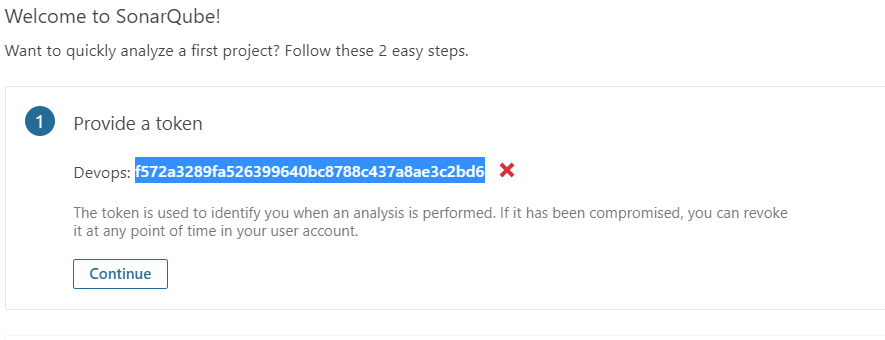 Welcome to SonarQube!
Want to quickly analyze a first project? Follow these 2 easy steps.
1
Provide a token
Devops: f572a3289fa526399640bc8788c437a8ae3c2bd6
The token is used to identify you when an analysis is performed. If it has been compromised, you can revoke
it at any point of time in your user account.
Continue